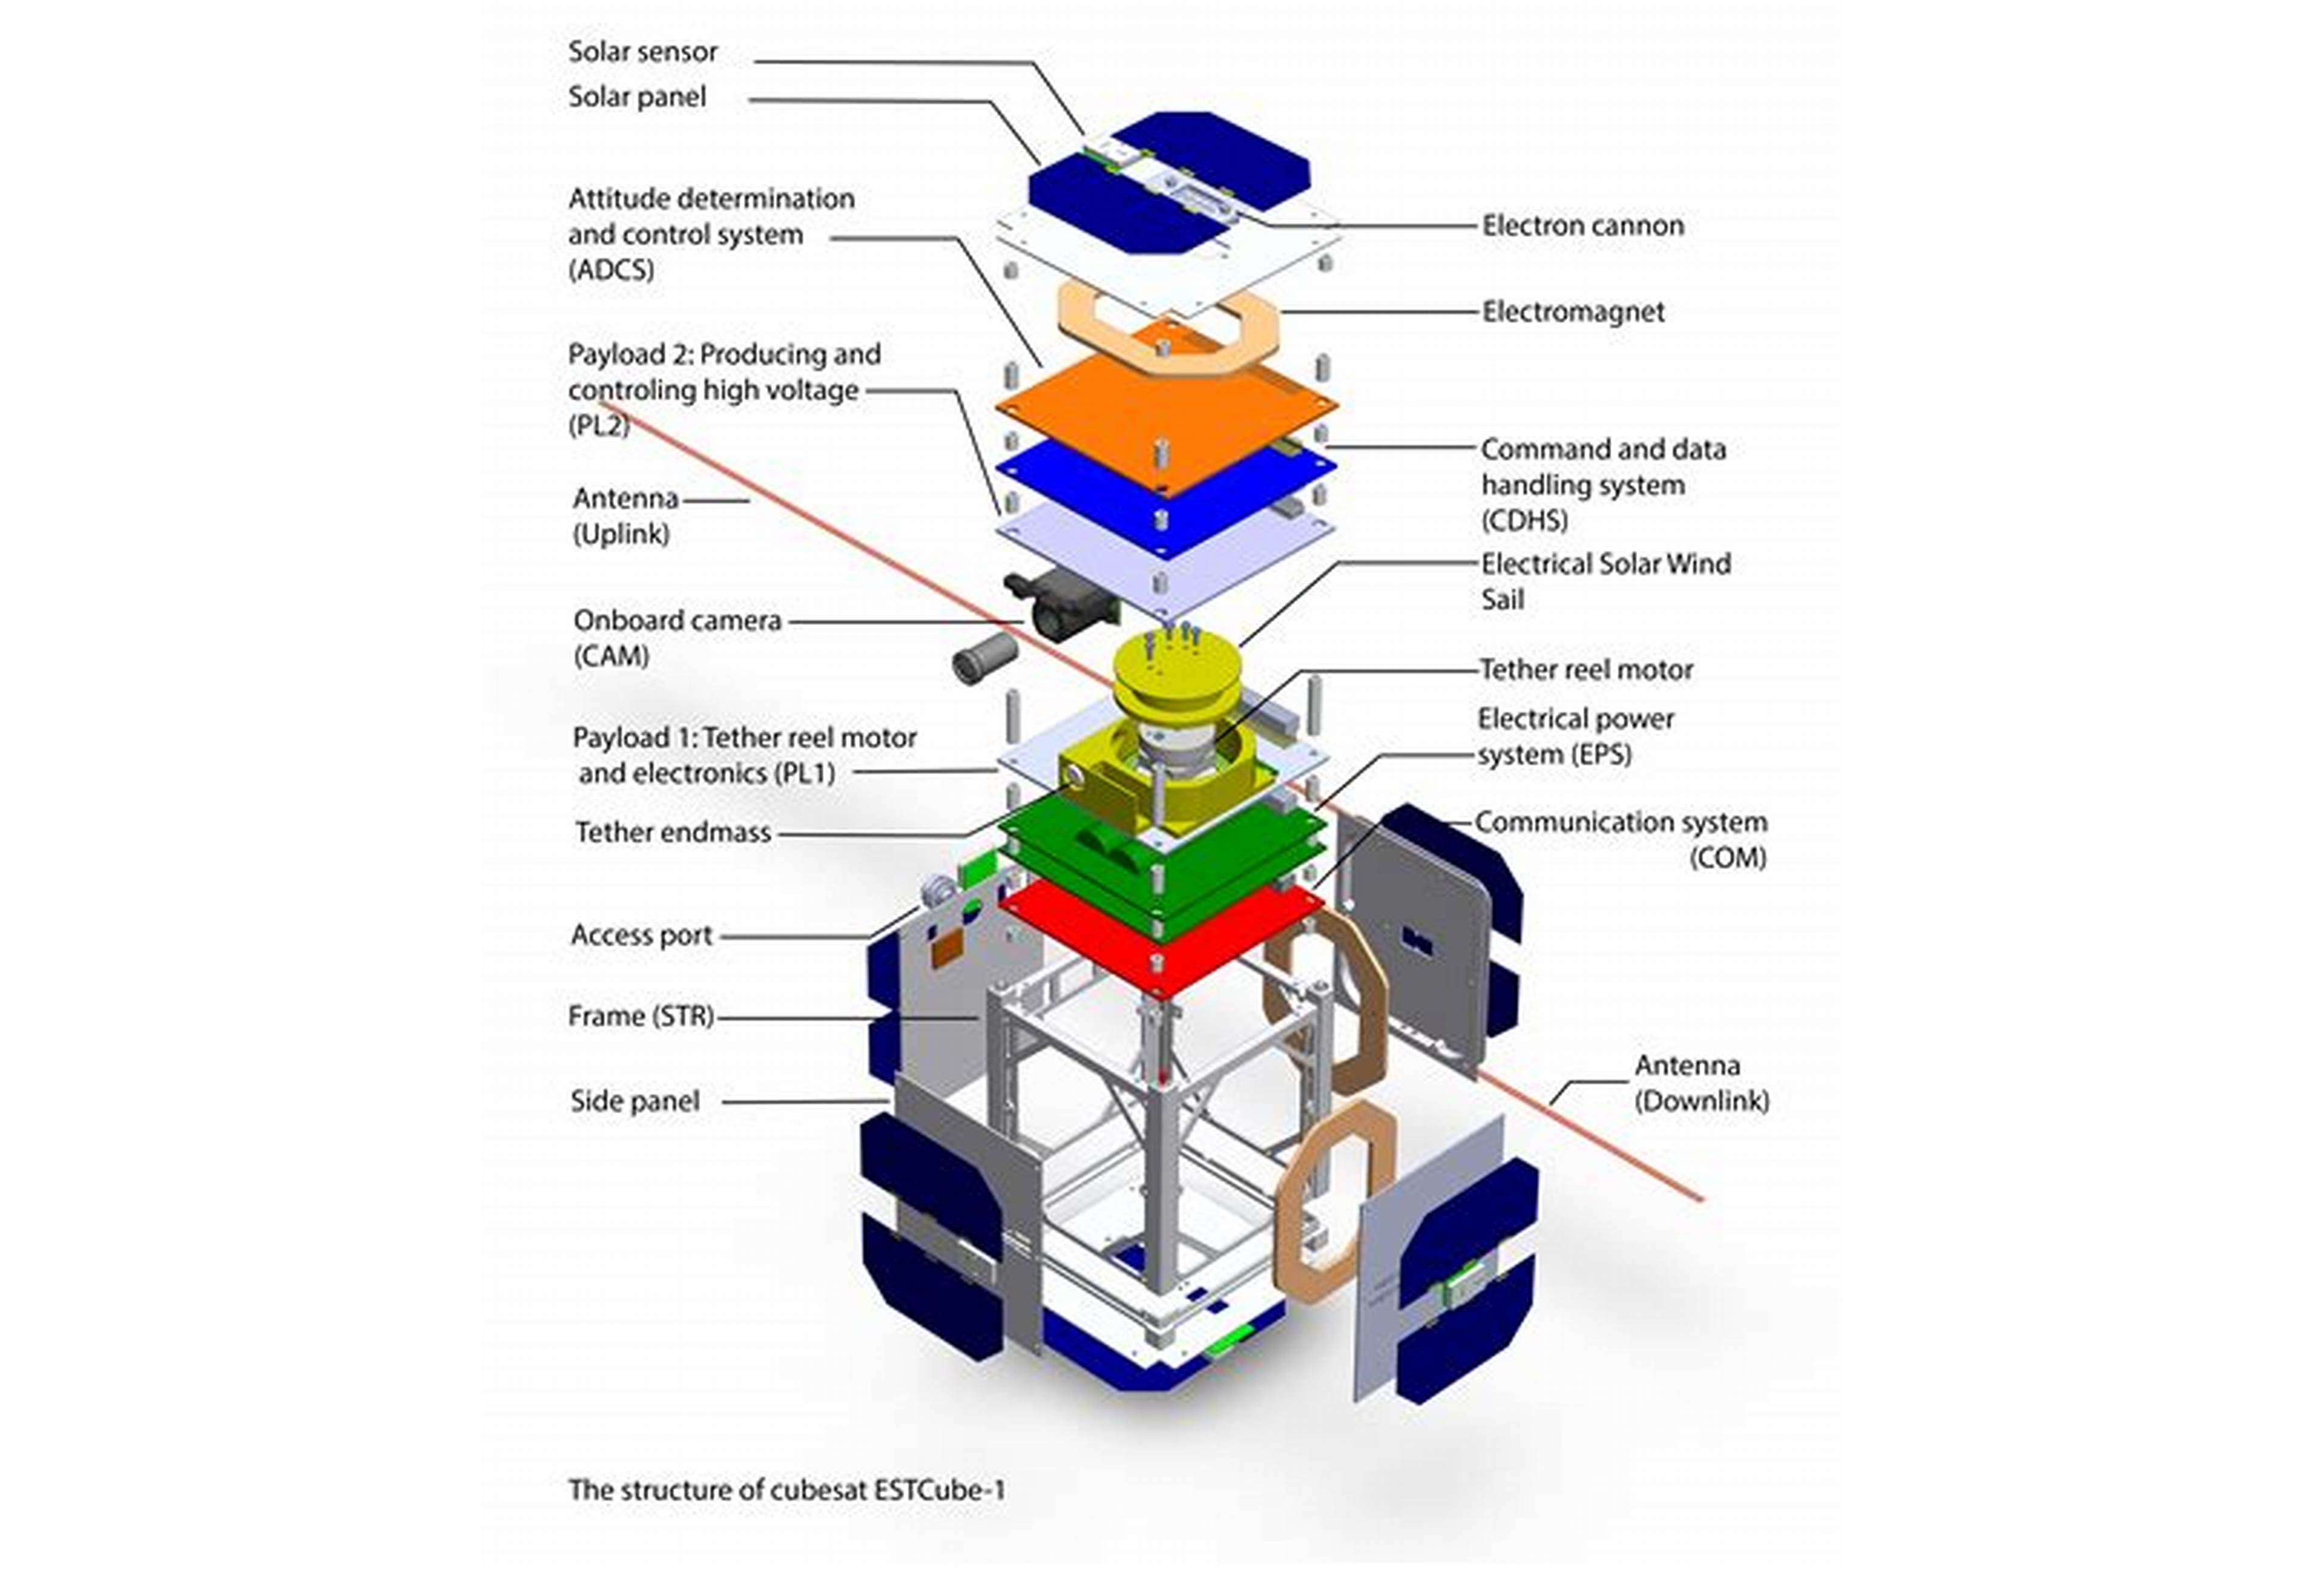 Solar sensor
Solar panel
Attitude determination
and control system
(ADCS)
Payload 2: Producing and
controling high voltage
(PL2)
Antenna
(Uplink)
Onboard camera
(CAM)
Payload 1: Tether reel motor
and electronics (PL1)
Tether endmass
Access port
Frame (STR)
Side panel
Electron cannon
Electromagnet
Command and data
handling system
(CDHS)
Electrical Solar Wind
Sail
Tether reel motor
Electrical power
system (EPS)
Communication system
(COM)
Antenna
(Downlink)
The structure of cubesat ESTCube-1